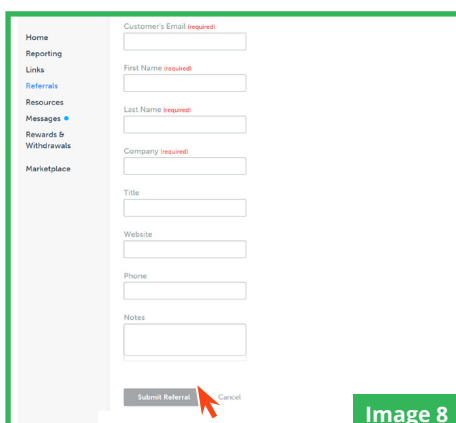 Home
Reporting
Links
Referrals
Resources
Messages
Rewards &
Withdrawals
Marketplace
Customer's Email (required)
First Name (required)
Last Name (required)
Company (required)
Title
Website
Phone
Notes
Submit Referral Cancel
Image 8